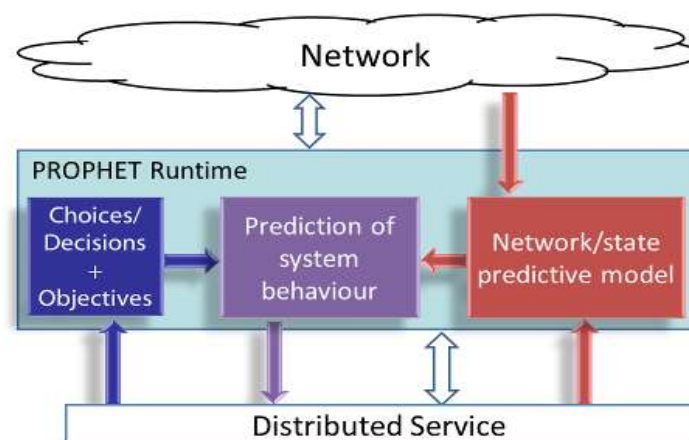 Network
PROPHET Runtime
Choices/
Decisions
+
Objectives
Prediction of
system
behaviour
Network/state
predictive model
Distributed Service